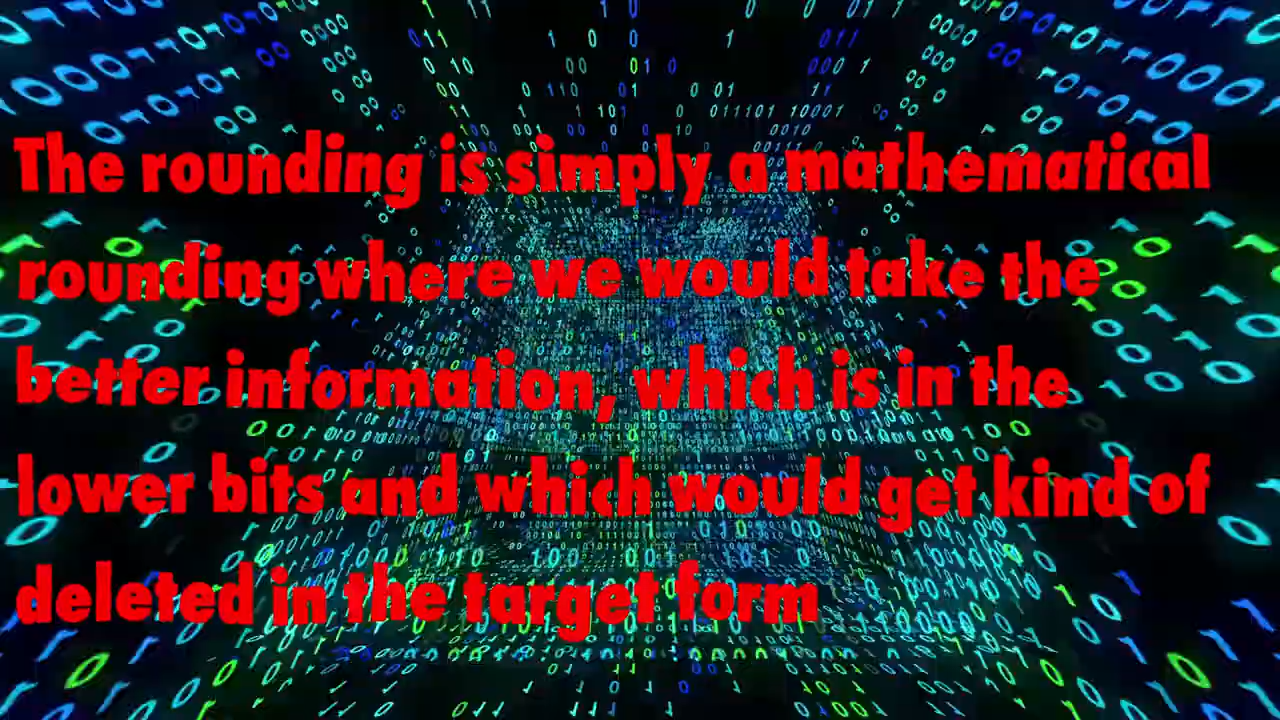 The rounding is simply a mathematical
rounding where we would take the
better information, which is in the
lower bits and which would get kind of
deleted in the target form